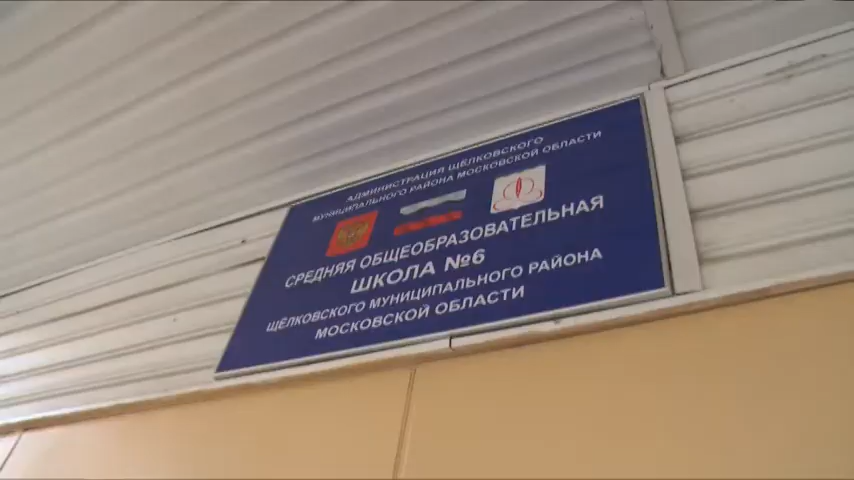 АДМИНИСТРАЦИЯ ЩЁЛКОВСКОГО
МУНИЦИПАЛЬНОГО РАЙОНА МОСКОВСКОЙ ОБЛАСТИ
СРЕДНЯЯ ОБЩЕОБРАЗОВАТЕЛЬНАЯ
ШКОЛА №6
ЩЁЛКОВСКОГО МУНИЦИПАЛЬНОГО РАЙОНА
МОСКОВСКОЙ ОБЛАСТИ